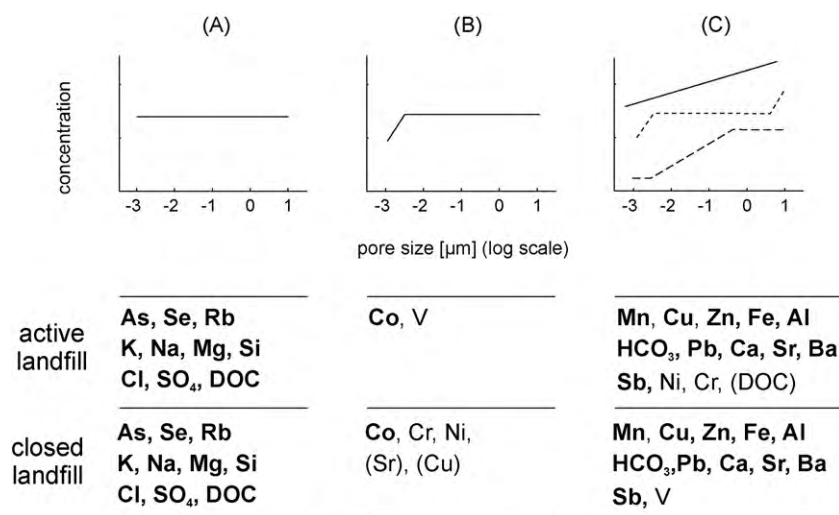 (A) (B) (C)
concentration
-3 -2 -1 0 1 -3 -2 -1 0 1 -3 -2 -1 0 1
pore size [µm] (log scale)
active landfill
As, Se, Rb
K, Na, Mg, Si
Cl, SO₄, DOC
Co, V
Mn, Cu, Zn, Fe, Al
HCO₃, Pb, Ca, Sr, Ba
Sb, Ni, Cr, (DOC)
closed landfill
As, Se, Rb
K, Na, Mg, Si
Cl, SO₄, DOC
Co, Cr, Ni,
(Sr), (Cu)
Mn, Cu, Zn, Fe, Al
HCO₃,Pb, Ca, Sr, Ba
Sb, V